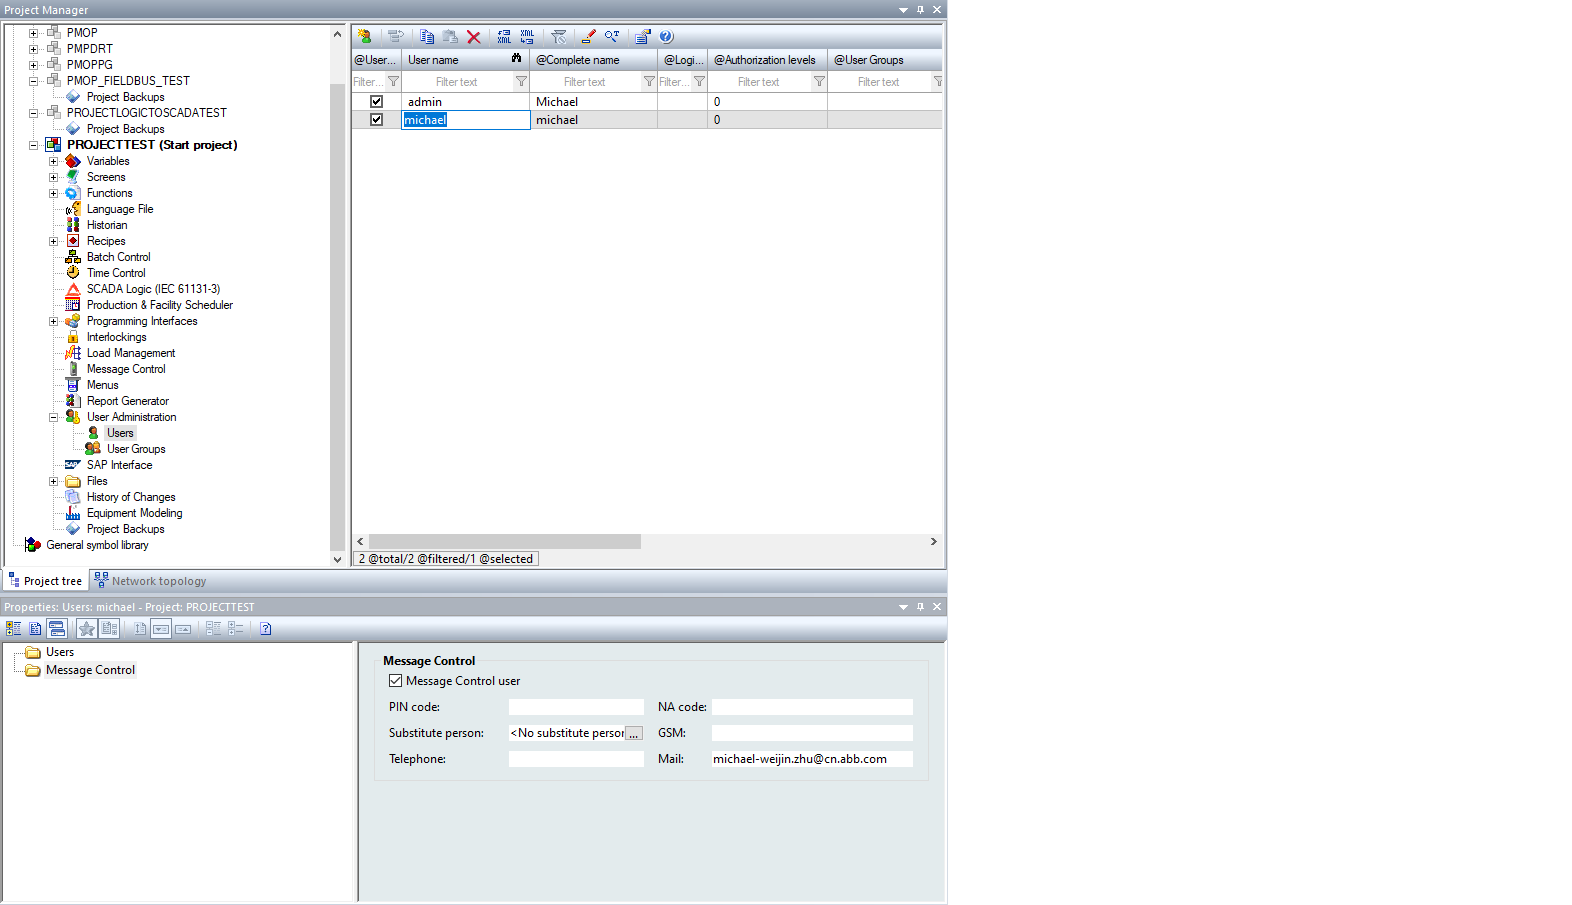 Project Manager
PMOP
PMPDRT
PMOPPG
PMOP_FIELDBUS_TEST
Project Backups
PROJECTLOGICTOSCADATEST
Project Backups
PROJECTTEST (Start project)
Variables
Screens
Functions
Language File
Historian
Recipes
Batch Control
Time Control
SCADA Logic (IEC 61131-3)
Production & Facility Scheduler
Programming Interfaces
Interlockings
Load Management
Message Control
Menus
Report Generator
User Administration
Users
User Groups
SAP Interface
Files
History of Changes
Equipment Modeling
Project Backups
General symbol library
Project tree
Network topology
XML XML
@User... User name @Complete name @Logi... @Authorization levels @User Groups
Filter... Filter text Filter text Filter... Filter text Filter text
admin Michael 0
michael michael 0
2 @total/2 @filtered/1 @selected
Properties: Users: michael - Project: PROJECTTEST
Users
Message Control
Message Control
Message Control user
PIN code: NA code:
Substitute person: <No substitute person ... GSM:
Telephone: Mail: michael-weijin.zhu@cn.abb.com